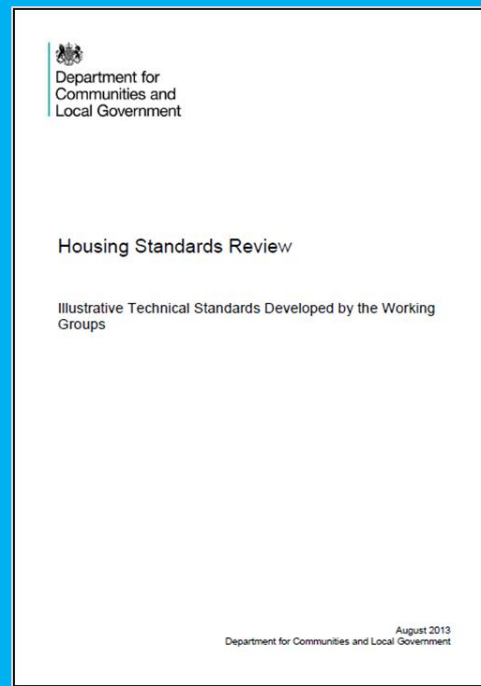 Department for
Communities and
Local Government
Housing Standards Review
Illustrative Technical Standards Developed by the Working
Groups
August 2013
Department for Communities and Local Government